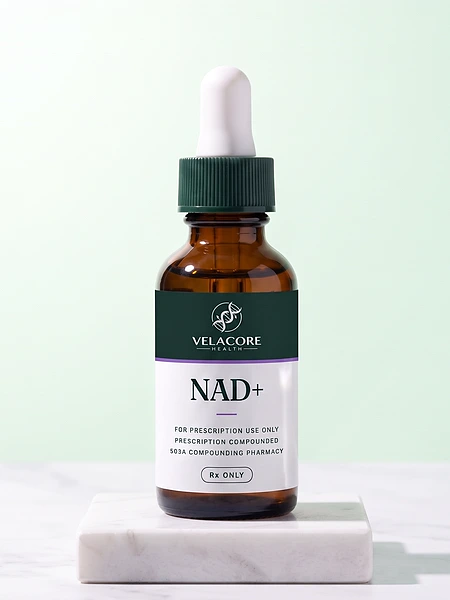 VELACORE
HEALTH
NAD+
FOR PRESCRIPTION USE ONLY
PRESCRIPTION COMPOUNDED
503A COMPOUNDING PHARMACY
Rx ONLY